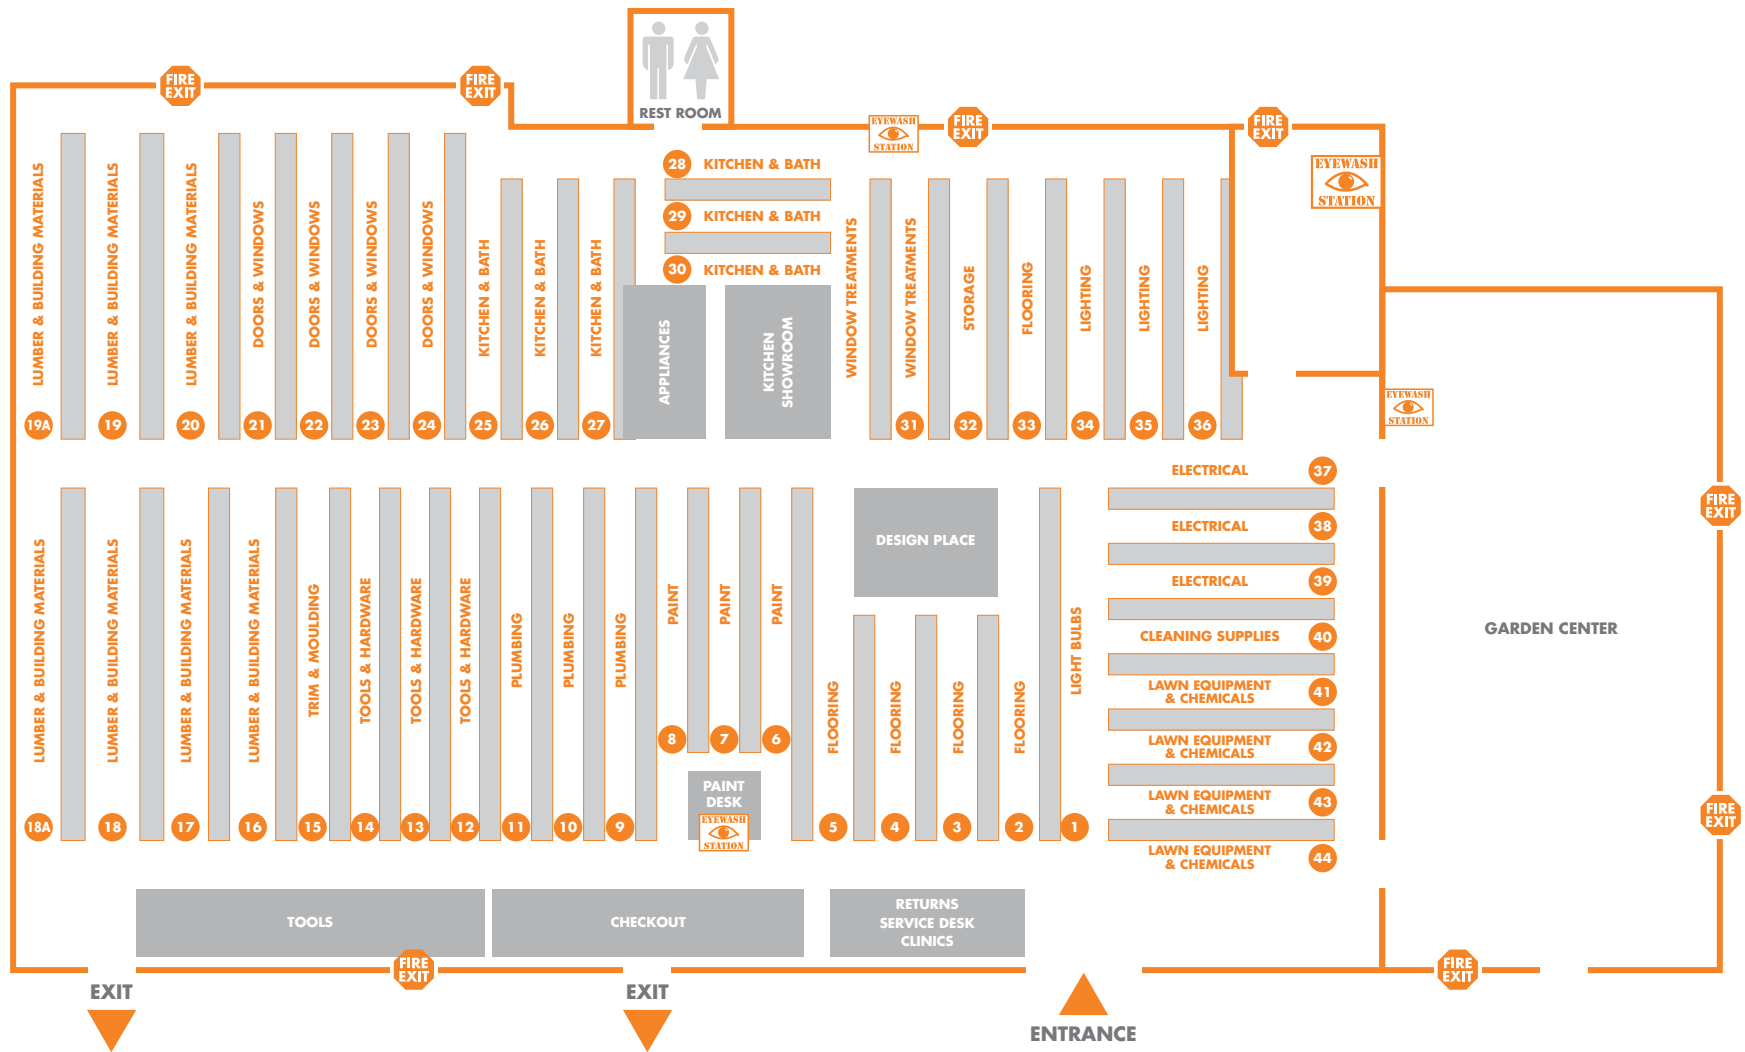 REST ROOM
FIRE
EXIT
FIRE
EXIT
EYEWASH
STATION
FIRE
EXIT
FIRE
EXIT
EYEWASH
STATION
28 KITCHEN & BATH
29 KITCHEN & BATH
30 KITCHEN & BATH
LUMBER & BUILDING MATERIALS
19A
LUMBER & BUILDING MATERIALS
19
LUMBER & BUILDING MATERIALS
20
DOORS & WINDOWS
21
DOORS & WINDOWS
22
DOORS & WINDOWS
23
DOORS & WINDOWS
24
KITCHEN & BATH
25
KITCHEN & BATH
26
KITCHEN & BATH
27
APPLIANCES
KITCHEN
SHOWROOM
WINDOW TREATMENTS
WINDOW TREATMENTS
31
STORAGE
32
FLOORING
33
LIGHTING
34
LIGHTING
35
LIGHTING
36
EYEWASH
STATION
ELECTRICAL 37
ELECTRICAL 38
ELECTRICAL 39
CLEANING SUPPLIES 40
LAWN EQUIPMENT
& CHEMICALS
41
LAWN EQUIPMENT
& CHEMICALS
42
LAWN EQUIPMENT
& CHEMICALS
43
LAWN EQUIPMENT
& CHEMICALS
44
LUMBER & BUILDING MATERIALS
18A
LUMBER & BUILDING MATERIALS
18
LUMBER & BUILDING MATERIALS
17
LUMBER & BUILDING MATERIALS
16
TRIM & MOULDING
15
TOOLS & HARDWARE
14
TOOLS & HARDWARE
13
TOOLS & HARDWARE
12
PLUMBING
11
PLUMBING
10
PLUMBING
9
PAINT
8
PAINT
7
PAINT
6
PAINT
DESK
EYEWASH
STATION
DESIGN PLACE
FLOORING
5
FLOORING
4
FLOORING
3
FLOORING
2
LIGHT BULBS
1
GARDEN CENTER
FIRE
EXIT
FIRE
EXIT
TOOLS
CHECKOUT
RETURNS
SERVICE DESK
CLINICS
FIRE
EXIT
FIRE
EXIT
EXIT
EXIT
ENTRANCE